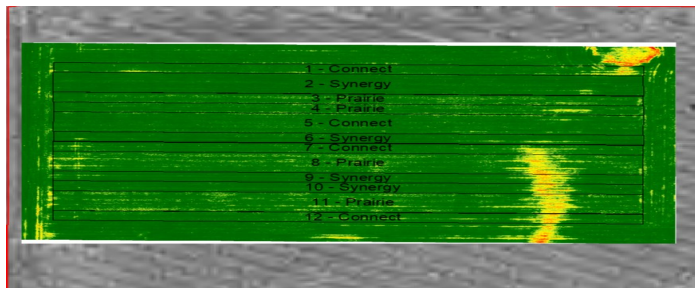 1 - Connect
2 - Synergy
3 - Prairie
4 - Prairie
5 - Connect
6 - Synergy
7 - Connect
8 - Prairie
9 - Synergy
10 - Synergy
11 - Prairie
12 - Connect